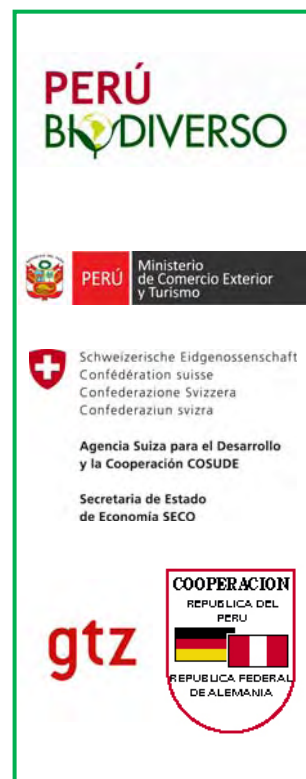 PERÚ
BIODIVERSO
PERÚ
Ministerio
de Comercio Exterior
y Turismo
Schweizerische Eidgenossenschaft
Confédération suisse
Confederazione Svizzera
Confederaziun svizra
Agencia Suiza para el Desarrollo
y la Cooperación COSUDE
Secretaria de Estado
de Economía SECO
gtz
COOPERACION
REPUBLICA DEL
PERU
REPUBLICA FEDERAL
DE ALEMANIA